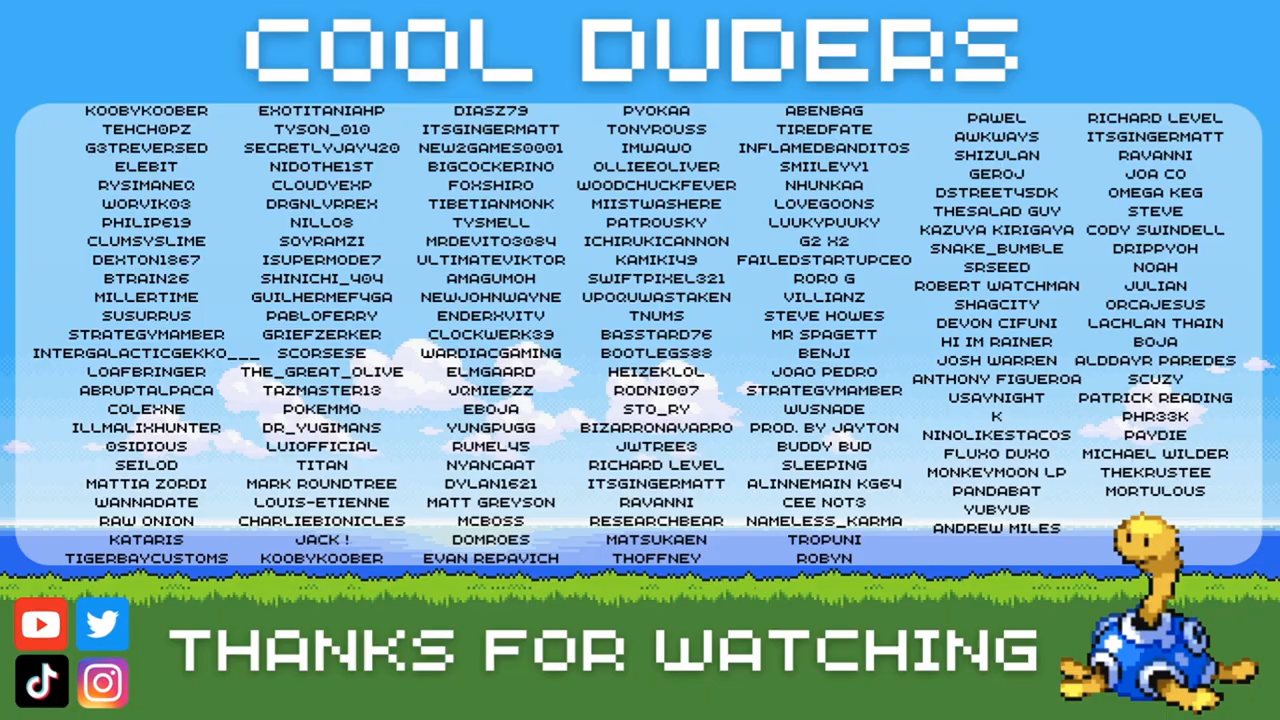 COOL DUDERS
KOOBYKOOBER
TEHCH0PZ
G3TREVERSED
ELEBIT
RYSIMANEQ
WORVIK03
PHILIP619
CLUMSYSLIME
DEXTON1867
BTRAIN26
MILLERTIME
SUSURRUS
STRATEGYMAMBER
INTERGALACTICGEKKO___
LOAFBRINGER
ABRUPTALPACA
COLEXNE
ILLMALIXHUNTER
0SIDIOUS
SEILOD
MATTIA ZORDI
WANNADATE
RAW ONION
KATARIS
TIGERBAYCUSTOMS
EXOTITANIAHP
TYSON_010
SECRETLYJAY420
NIDOTHE1ST
CLOUDYEXP
DRGNLVRREX
NILLO8
SOYRAMZI
ISUPERMODE7
SHINICHI_404
GUILHERMEF4GA
PABLOFERRY
GRIEFZERKER
SCORSESE
THE_GREAT_OLIVE
TAZMASTER13
POKEMMO
DR_YUGIMANS
LUIOFFICIAL
TITAN
MARK ROUNDTREE
LOUIS-ETIENNE
CHARLIEBIONICLES
JACK !
KOOBYKOOBER
DIASZ79
ITSGINGERMATT
NEW2GAMES0001
BIGCOCKERINO
FOXSHIRO
TIBETIANMONK
TYSMELL
MRDEVITO3084
ULTIMATEVIKTOR
AMAGUMOH
NEWJOHNWAYNE
ENDERXVITV
CLOCKWERK39
WARDIACGAMING
ELMGAARD
JQMIEBZZ
EBOJA
YUNGPUGG
RUMEL45
NYANCAAT
DYLAN1621
MATT GREYSON
MCBOSS
DOMROES
EVAN REPAVICH
PYOKAA
TONYROUSS
IMWAWO
OLLIEEOLIVER
WOODCHUCKFEVER
MIISTWASHERE
PATROUSKY
ICHIRUKICANNON
KAMIKI49
SWIFTPIXEL321
UPOQUWASTAKEN
TNUMS
BASSTARD76
BOOTLEGS88
HEIZEKLOL
RODNI007
STO_RY
BIZARRONAVARRO
JWTREE3
RICHARD LEVEL
ITSGINGERMATT
RAVANNI
RESEARCHBEAR
MATSUKAEN
THOFFNEY
ABENBAG
TIREDFATE
INFLAMEDBANDITOS
SMIILEYY1
NHUNKAA
LOVEGOONS
LUUKYPUUKY
G2 X2
FAILEDSTARTUPCEO
RORO G
VILLIANZ
STEVE HOWES
MR SPAGETT
BENJI
JOAO PEDRO
STRATEGYMAMBER
WUSNADE
PROD. BY JAYTON
BUDDY BUD
SLEEPING
ALINNEMAIN KG64
CEE NOT3
NAMELESS_KARMA
TROPUNI
ROBYN
PAWEL
AWKWAYS
SHIZULAN
GEROJ
DSTREET45DK
THESALAD GUY
KAZUYA KIRIGAYA
SNAKE_BUMBLE
SRSEED
ROBERT WATCHMAN
SHAGCITY
DEVON CIFUNI
HI IM RAINER
JOSH WARREN
ANTHONY FIGUEROA
USAYNIGHT
K
NINOLIKESTACOS
FLUXO DUXO
MONKEYMOON LP
PANDABAT
YUBYUB
ANDREW MILES
RICHARD LEVEL
ITSGINGERMATT
RAVANNI
JOA CO
OMEGA KEG
STEVE
CODY SWINDELL
DRIPPYOH
NOAH
JULIAN
ORCAJESUS
LACHLAN THAIN
BOJA
ALDDAYR PAREDES
SCUZY
PATRICK READING
PHR33K
PAYDIE
MICHAEL WILDER
THEKRUSTEE
MORTULOUS
THANKS FOR WATCHING